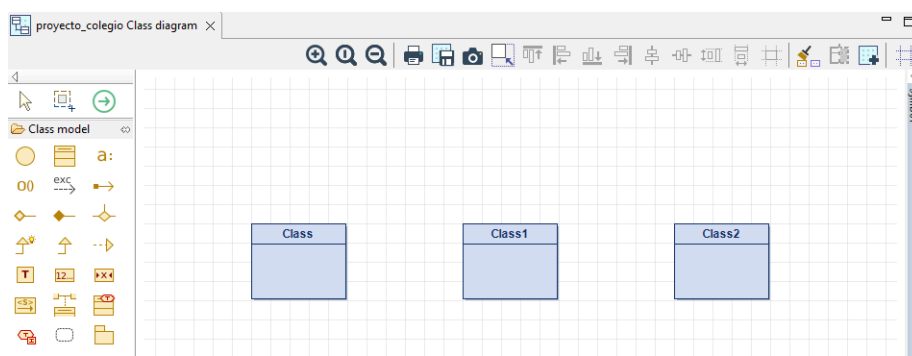 proyecto_colegio Class diagram
Class model
a:
O()
exc
T
12...
X
<S>
T
T
Class
Class1
Class2